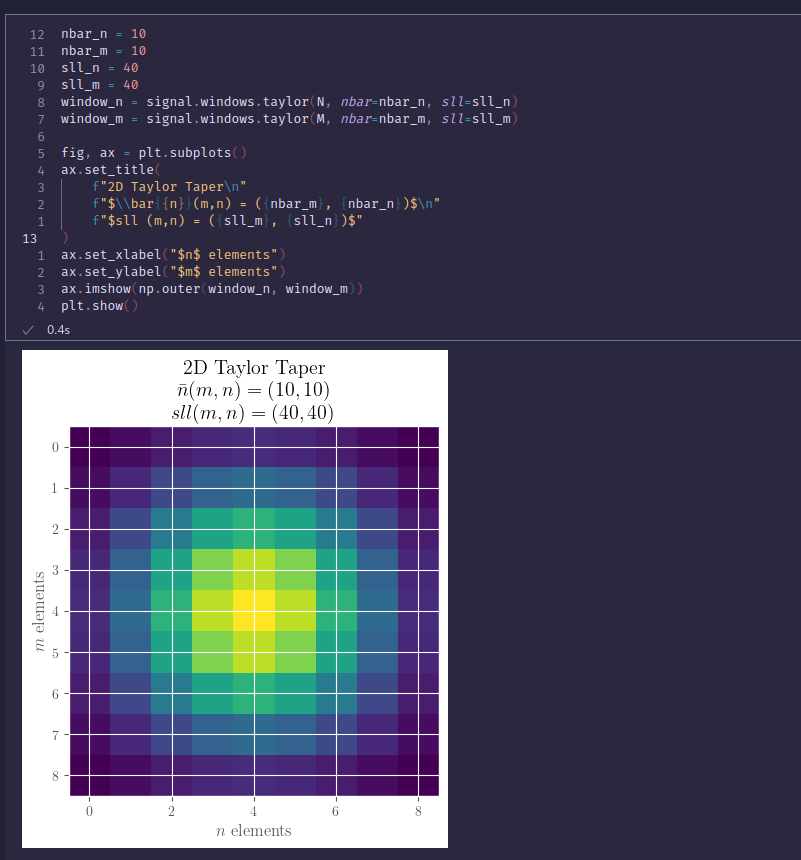 12 nbar_n = 10
11 nbar_m = 10
10 sll_n = 40
9 sll_m = 40
8 window_n = signal.windows.taylor(N, nbar=nbar_n, sll=sll_n)
7 window_m = signal.windows.taylor(M, nbar=nbar_m, sll=sll_m)
6
5 fig, ax = plt.subplots()
4 ax.set_title(
3 f"2D Taylor Taper\n"
2 f"$\\bar{{n}}(m,n) = ({nbar_m}, {nbar_n})$\n"
1 f"$sll (m,n) = ({sll_m}, {sll_n})$"
13 )
1 ax.set_xlabel("$n$ elements")
2 ax.set_ylabel("$m$ elements")
3 ax.imshow(np.outer(window_n, window_m))
4 plt.show()
✓ 0.4s
2D Taylor Taper
n̄(m, n) = (10, 10)
sll(m, n) = (40, 40)
m elements
0
1
2
3
4
5
6
7
8
0 2 4 6 8
n elements